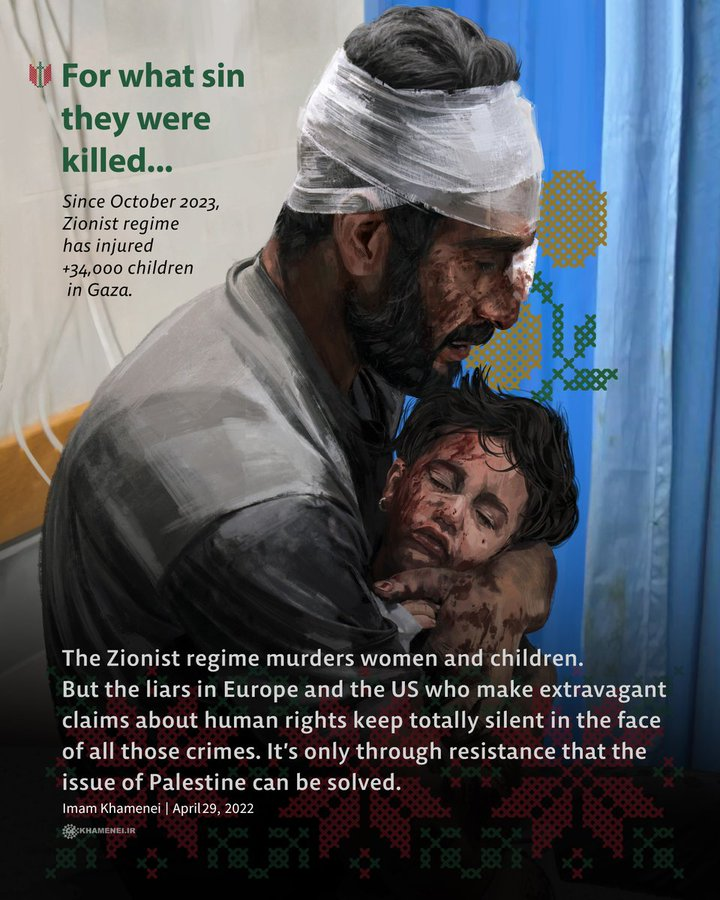 For what sin
they were
killed...
Since October 2023,
Zionist regime
has injured
+34,000 children
in Gaza.
The Zionist regime murders women and children.
But the liars in Europe and the US who make extravagant
claims about human rights keep totally silent in the face
of all those crimes. It's only through resistance that the
issue of Palestine can be solved.
Imam Khamenei | April 29, 2022
KHAMENEI.IR